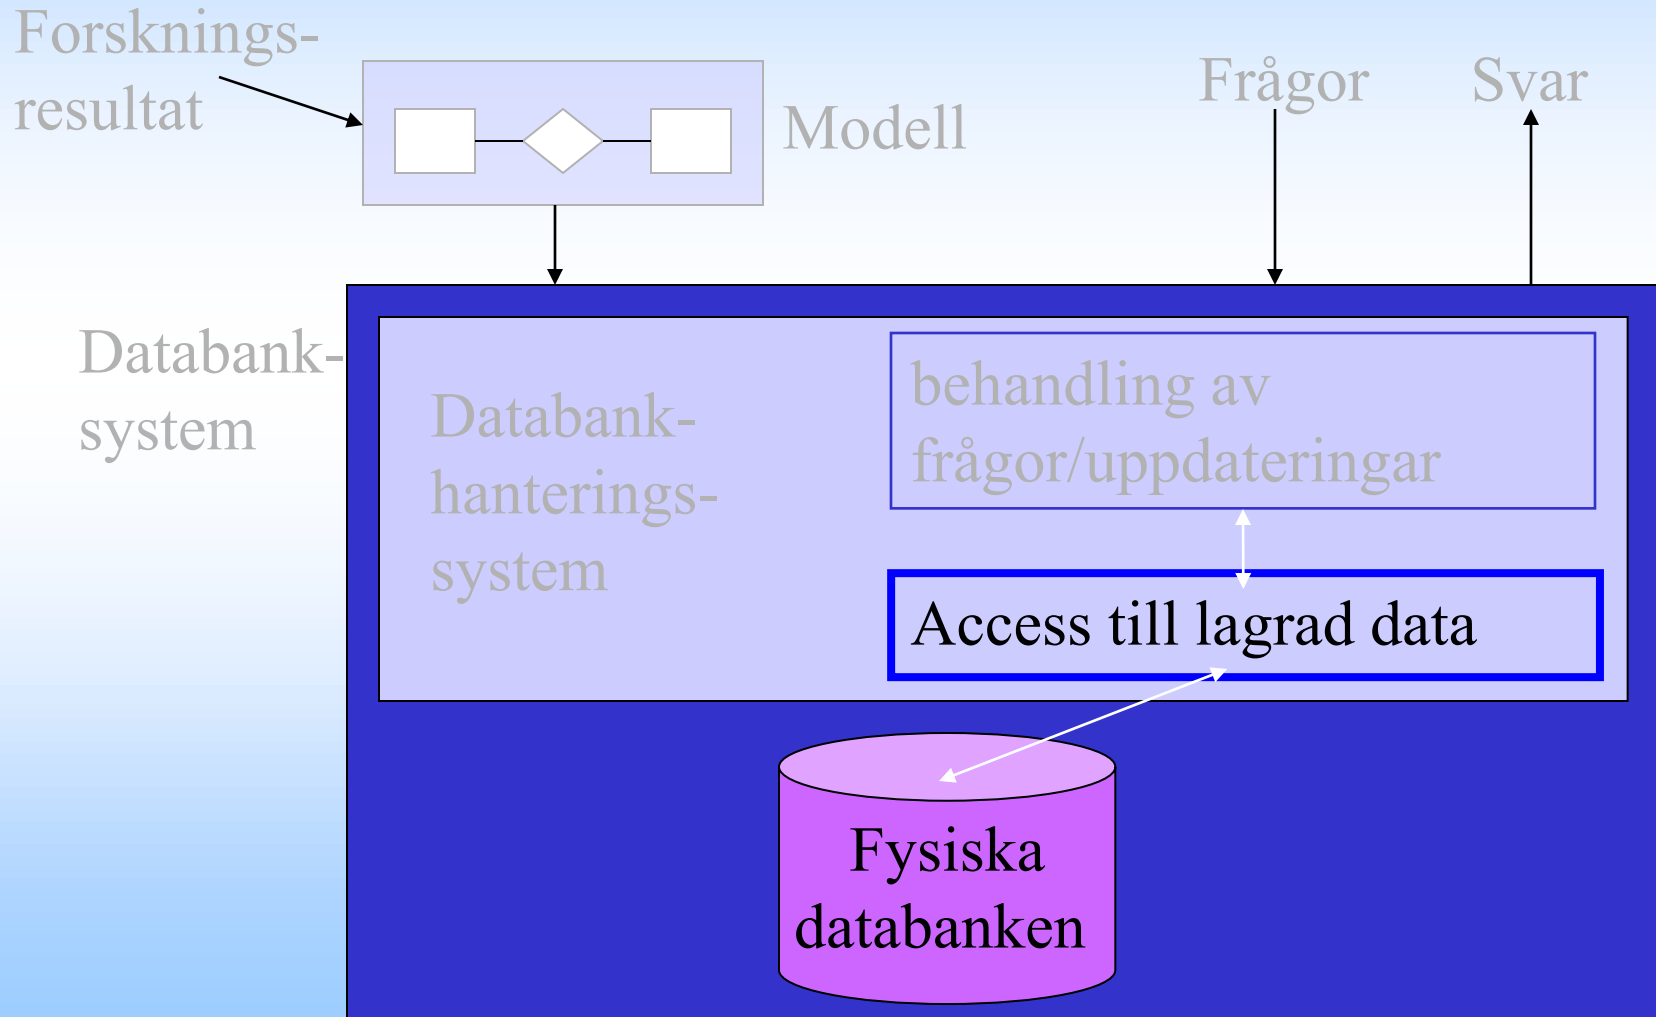 Forsknings-
resultat
Modell
Frågor
Svar
Databank-
system
Databank-
hanterings-
system
behandling av
frågor/uppdateringar
Access till lagrad data
Fysiska
databanken